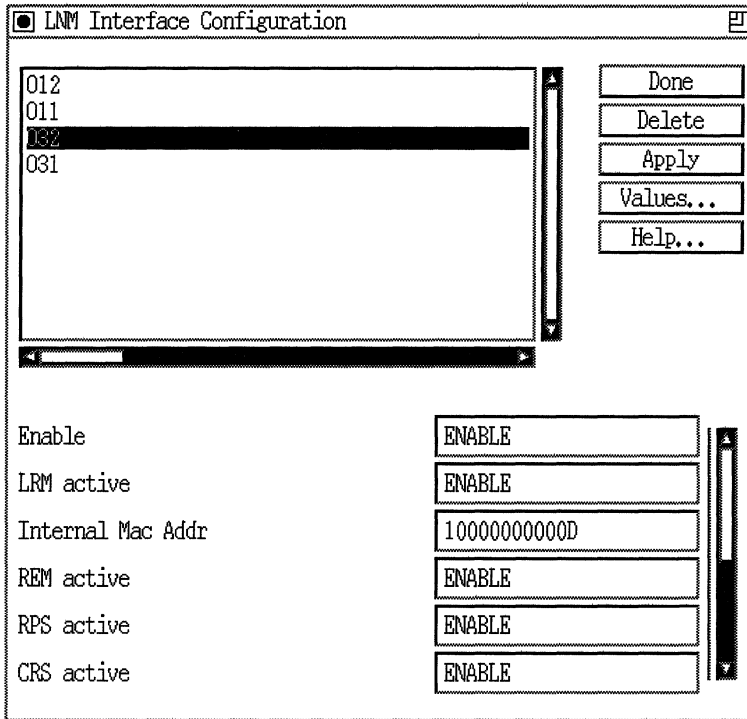 LNM Interface Configuration
012
011
032
031
Done
Delete
Apply
Values...
Help...
Enable ENABLE
LRM active ENABLE
Internal Mac Addr 10000000000D
REM active ENABLE
RPS active ENABLE
CRS active ENABLE